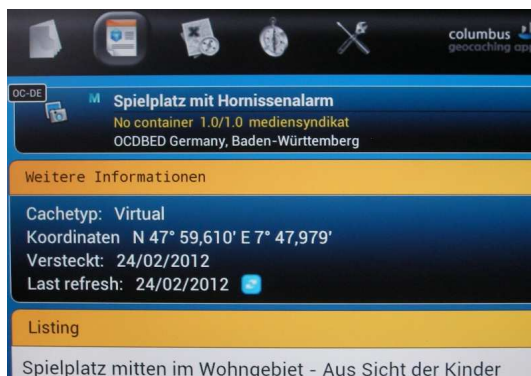 columbus
geocaching app
OC-DE
M Spielplatz mit Hornissenalarm
No container 1.0/1.0 mediensyndikat
OCDBED Germany, Baden-Württemberg
Weitere Informationen
Cachetyp: Virtual
Koordinaten N 47° 59,610' E 7° 47,979'
Versteckt: 24/02/2012
Last refresh: 24/02/2012
Listing
Spielplatz mitten im Wohngebiet - Aus Sicht der Kinder